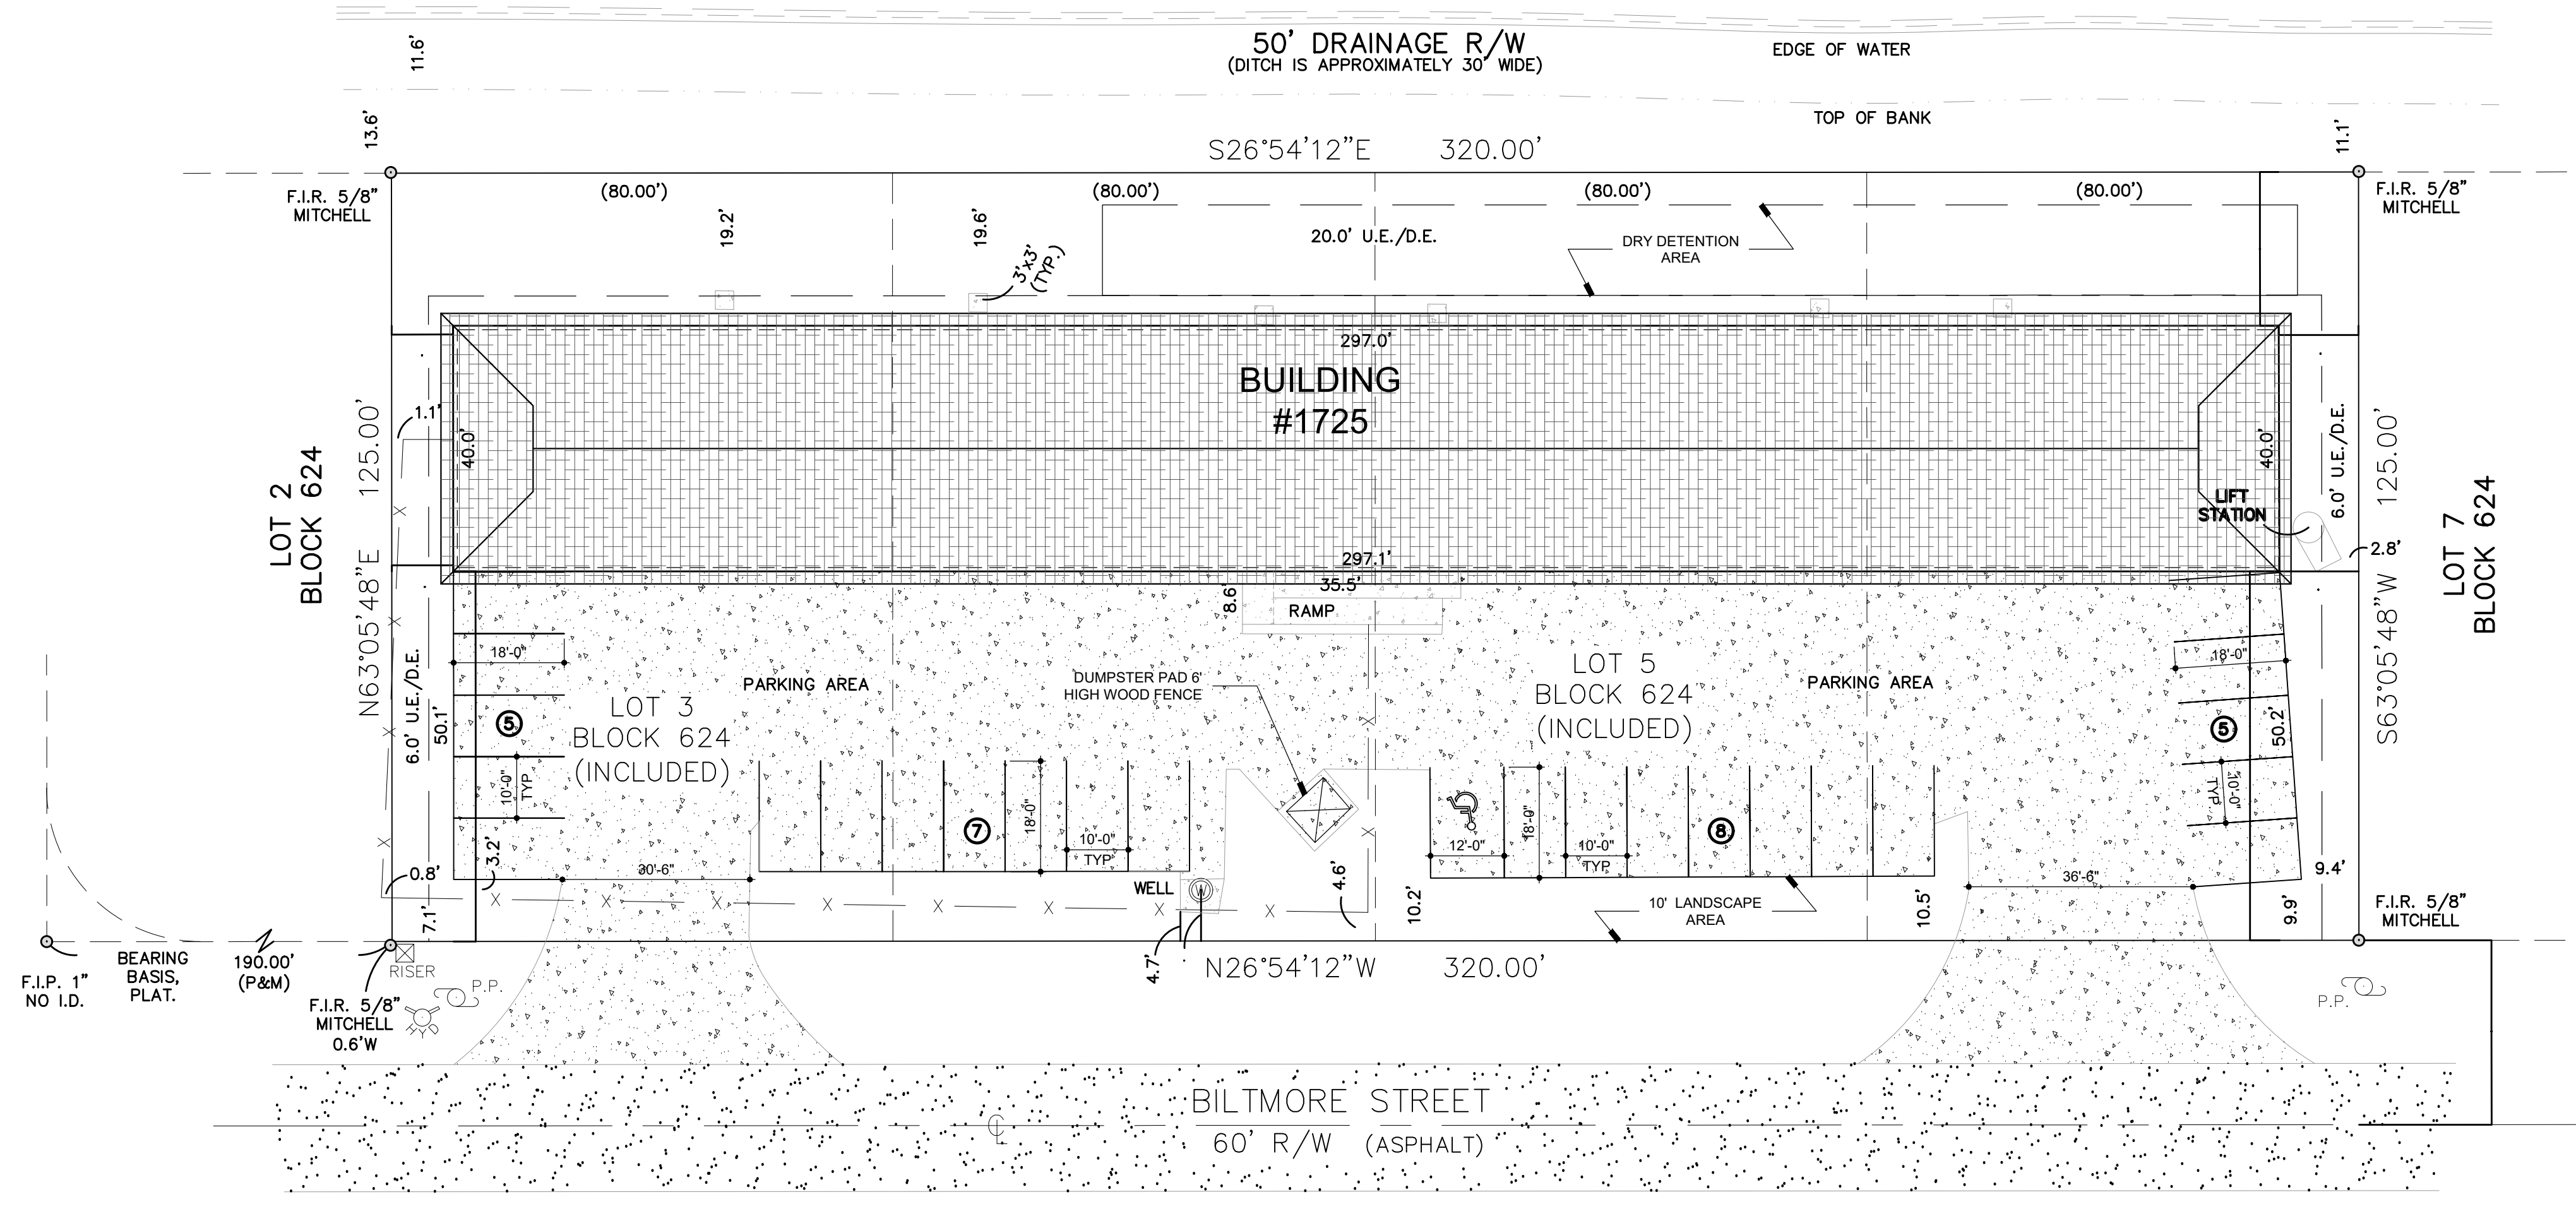 11.6'
50' DRAINAGE R/W
(DITCH IS APPROXIMATELY 30' WIDE)
EDGE OF WATER
13.6'
TOP OF BANK
11.1'
S26°54'12"E 320.00'
F.I.R. 5/8"
MITCHELL
(80.00')
(80.00')
(80.00')
(80.00')
F.I.R. 5/8"
MITCHELL
19.2'
19.6'
3'x3'
(TYP.)
20.0' U.E./D.E.
DRY DETENTION
AREA
297.0'
BUILDING
#1725
1.1'
40.0'
40.0'
6.0' U.E./D.E.
LIFT
STATION
2.8'
LOT 2
BLOCK 624
N63°05'48"E 125.00'
S63°05'48"W 125.00'
LOT 7
BLOCK 624
297.1'
35.5'
8.6'
RAMP
18'-0"
6.0' U.E./D.E.
50.1'
5
10'-0"
TYP
PARKING AREA
LOT 3
BLOCK 624
(INCLUDED)
DUMPSTER PAD 6'
HIGH WOOD FENCE
LOT 5
BLOCK 624
(INCLUDED)
PARKING AREA
18'-0"
5
50.2'
10'-0"
TYP
7
18'-0"
10'-0"
TYP
12'-0"
18'-0"
10'-0"
TYP
8
3.2'
0.8'
30'-6"
WELL
W
4.6'
10.2'
10' LANDSCAPE
AREA
10.5'
36'-6"
9.4'
9.9'
7.1'
4.7'
F.I.R. 5/8"
MITCHELL
F.I.P. 1"
NO I.D.
BEARING
BASIS,
PLAT.
190.00'
(P&M)
RISER
P.P.
HYD
F.I.R. 5/8"
MITCHELL
0.6'W
N26°54'12"W 320.00'
P.P.
BILTMORE STREET
60' R/W (ASPHALT)